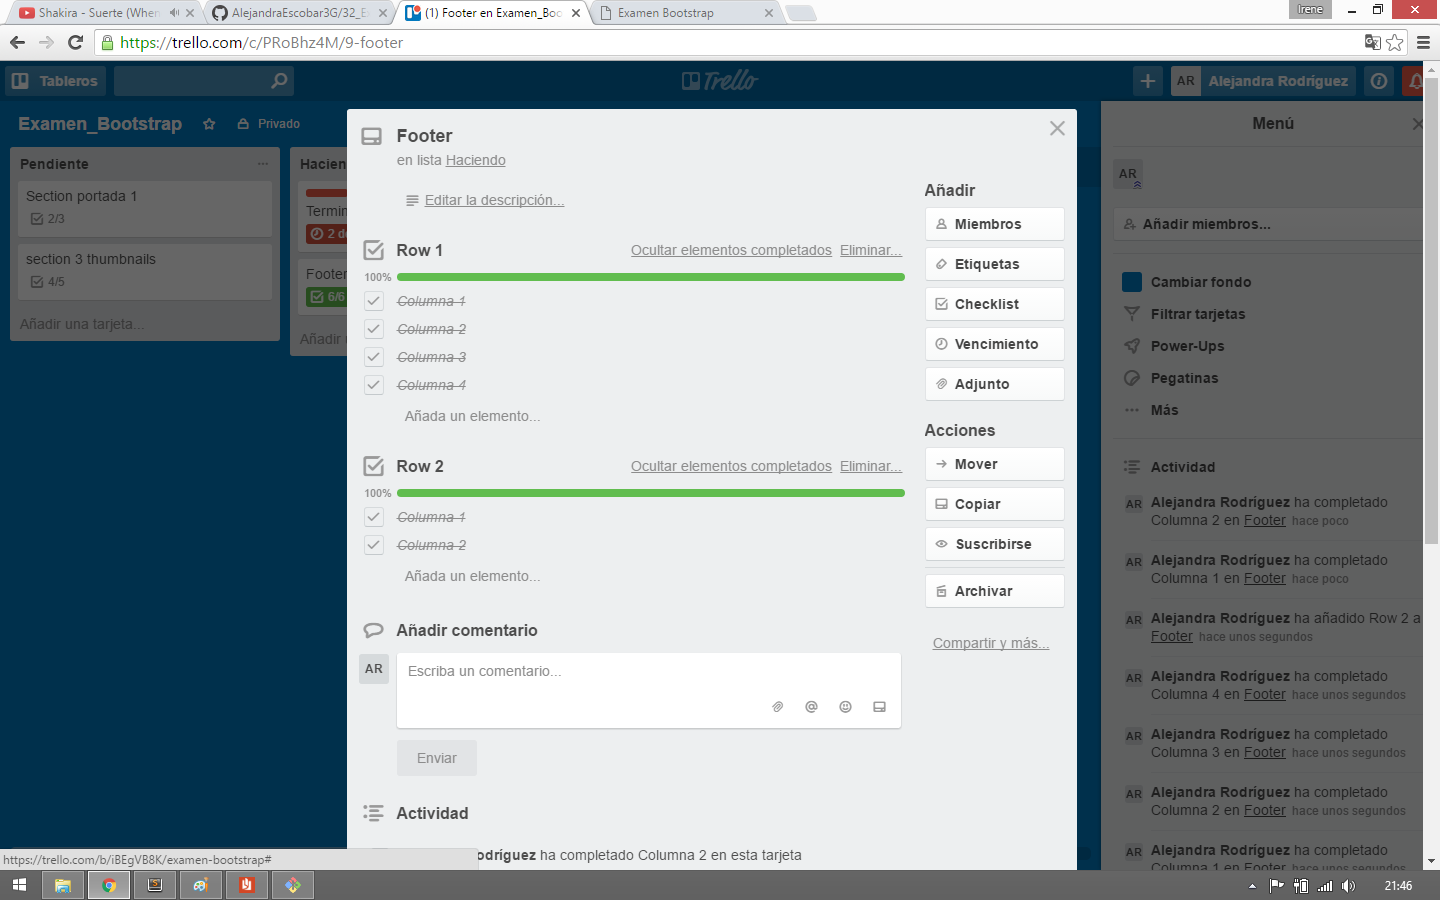 Shakira - Suerte (When
AlejandraEscobar3G/32_Ex
(1) Footer en Examen_Boo
Examen Bootstrap
Irene
https://trello.com/c/PRoBhz4M/9-footer
Tableros
Trello
AR
Alejandra Rodríguez
Examen_Bootstrap
Privado
Pendiente
Section portada 1
2/3
section 3 thumbnails
4/5
Añadir una tarjeta...
Hacien
Termin
2 de
Footer
6/6
Añadir u
Footer
en lista Haciendo
Editar la descripción...
Row 1
Ocultar elementos completados
Eliminar...
100%
Columna 1
Columna 2
Columna 3
Columna 4
Añada un elemento...
Row 2
Ocultar elementos completados
Eliminar...
100%
Columna 1
Columna 2
Añada un elemento...
Añadir comentario
AR
Escriba un comentario...
Enviar
Actividad
odríguez ha completado Columna 2 en esta tarjeta
Añadir
Miembros
Etiquetas
Checklist
Vencimiento
Adjunto
Acciones
Mover
Copiar
Suscribirse
Archivar
Compartir y más...
Menú
AR
Añadir miembros...
Cambiar fondo
Filtrar tarjetas
Power-Ups
Pegatinas
Más
Actividad
AR
Alejandra Rodríguez ha completado
Columna 2 en Footer hace poco
AR
Alejandra Rodríguez ha completado
Columna 1 en Footer hace poco
AR
Alejandra Rodríguez ha añadido Row 2 a
Footer hace unos segundos
AR
Alejandra Rodríguez ha completado
Columna 4 en Footer hace unos segundos
AR
Alejandra Rodríguez ha completado
Columna 3 en Footer hace unos segundos
AR
Alejandra Rodríguez ha completado
Columna 2 en Footer hace unos segundos
AR
Alejandra Rodríguez ha completado
Columna 1 en Footer hace unos segundos
https://trello.com/b/iBEgVB8K/examen-bootstrap#
21:46